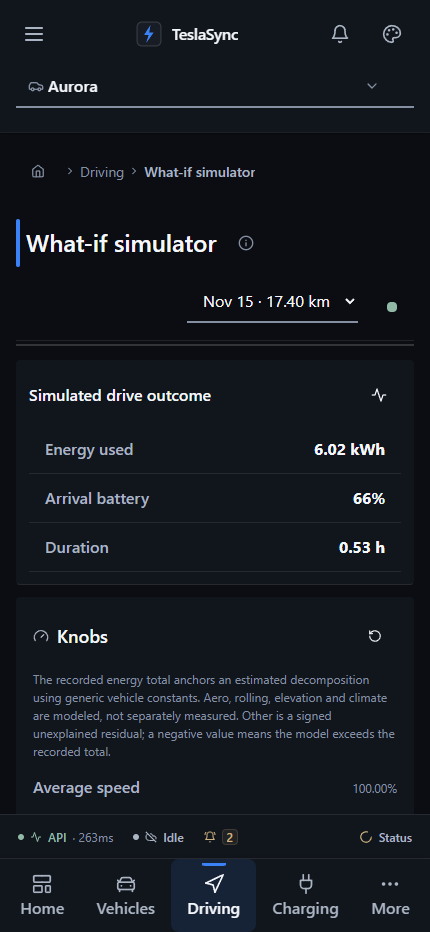 TeslaSync
Aurora
Driving
What-if simulator
What-if simulator
Nov 15 · 17.40 km
Simulated drive outcome
Energy used 6.02 kWh
Arrival battery 66%
Duration 0.53 h
Knobs
The recorded energy total anchors an estimated decomposition
using generic vehicle constants. Aero, rolling, elevation and climate
are modeled, not separately measured. Other is a signed
unexplained residual; a negative value means the model exceeds the
recorded total.
Average speed 100.00%
API · 263ms Idle 2 Status
Home Vehicles Driving Charging More